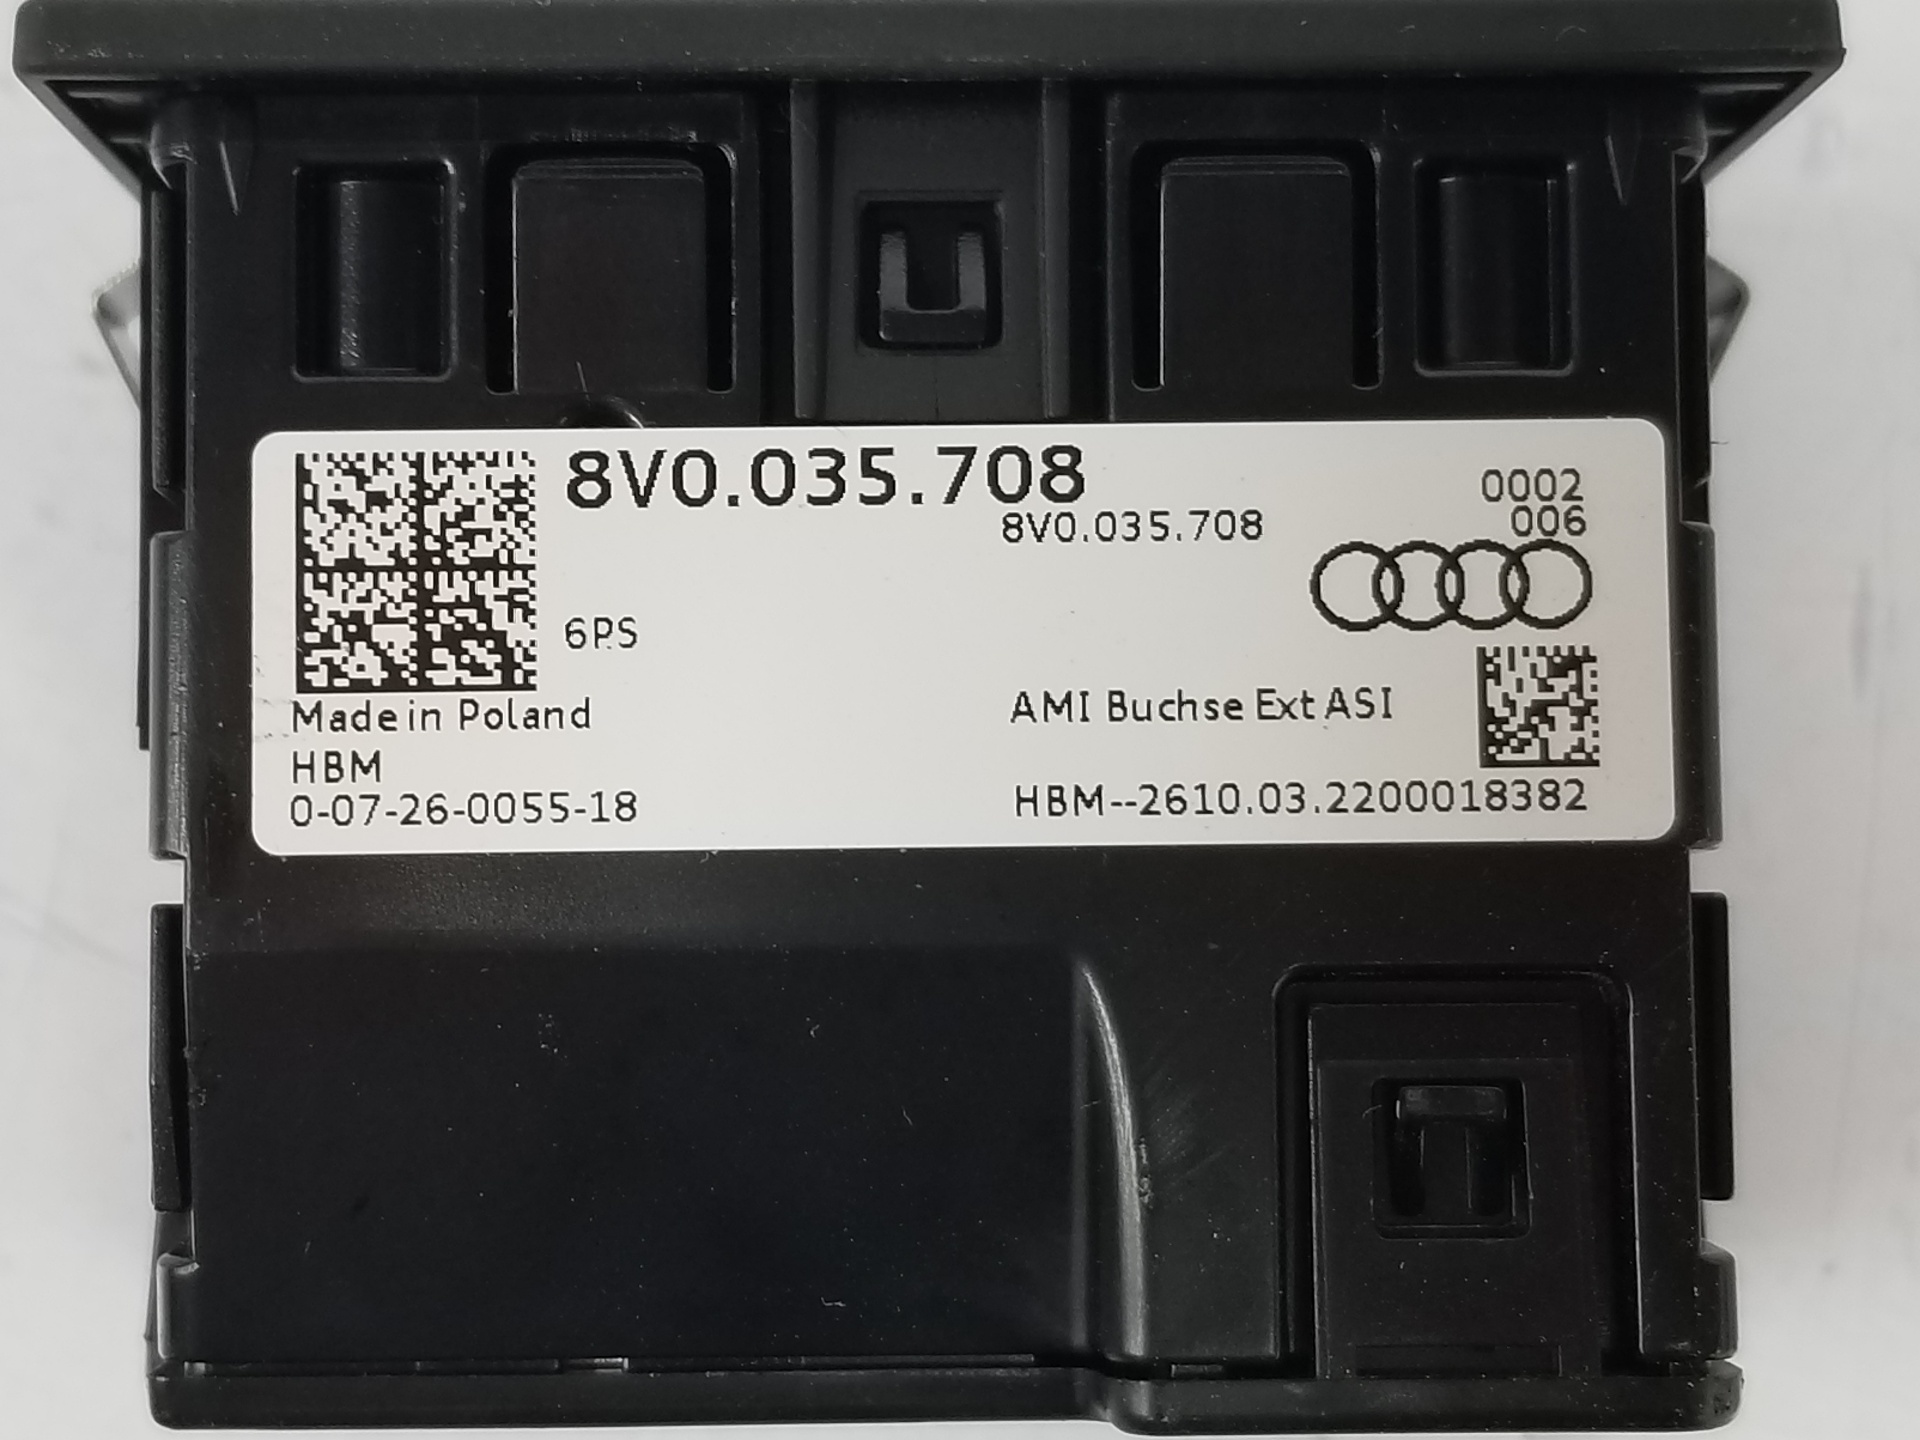 8V0.035.708
8V0.035.708
0002
006
6PS
Made in Poland
HBM
0-07-26-0055-18
AMI Buchse Ext ASI
HBM--2610.03.2200018382